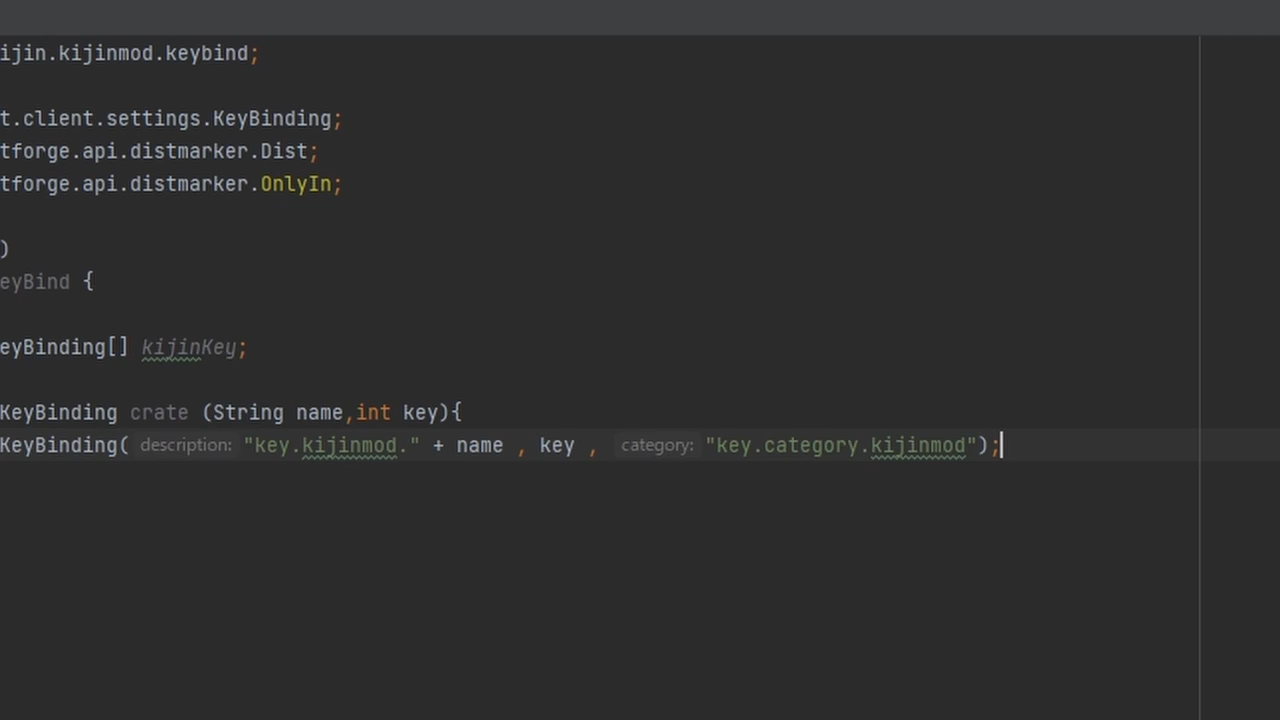 ijin.kijinmod.keybind;
t.client.settings.KeyBinding;
tforge.api.distmarker.Dist;
tforge.api.distmarker.OnlyIn;
)
eyBind {
eyBinding[] kijinKey;
KeyBinding crate (String name,int key){
KeyBinding( description: "key.kijinmod." + name , key , category: "key.category.kijinmod");